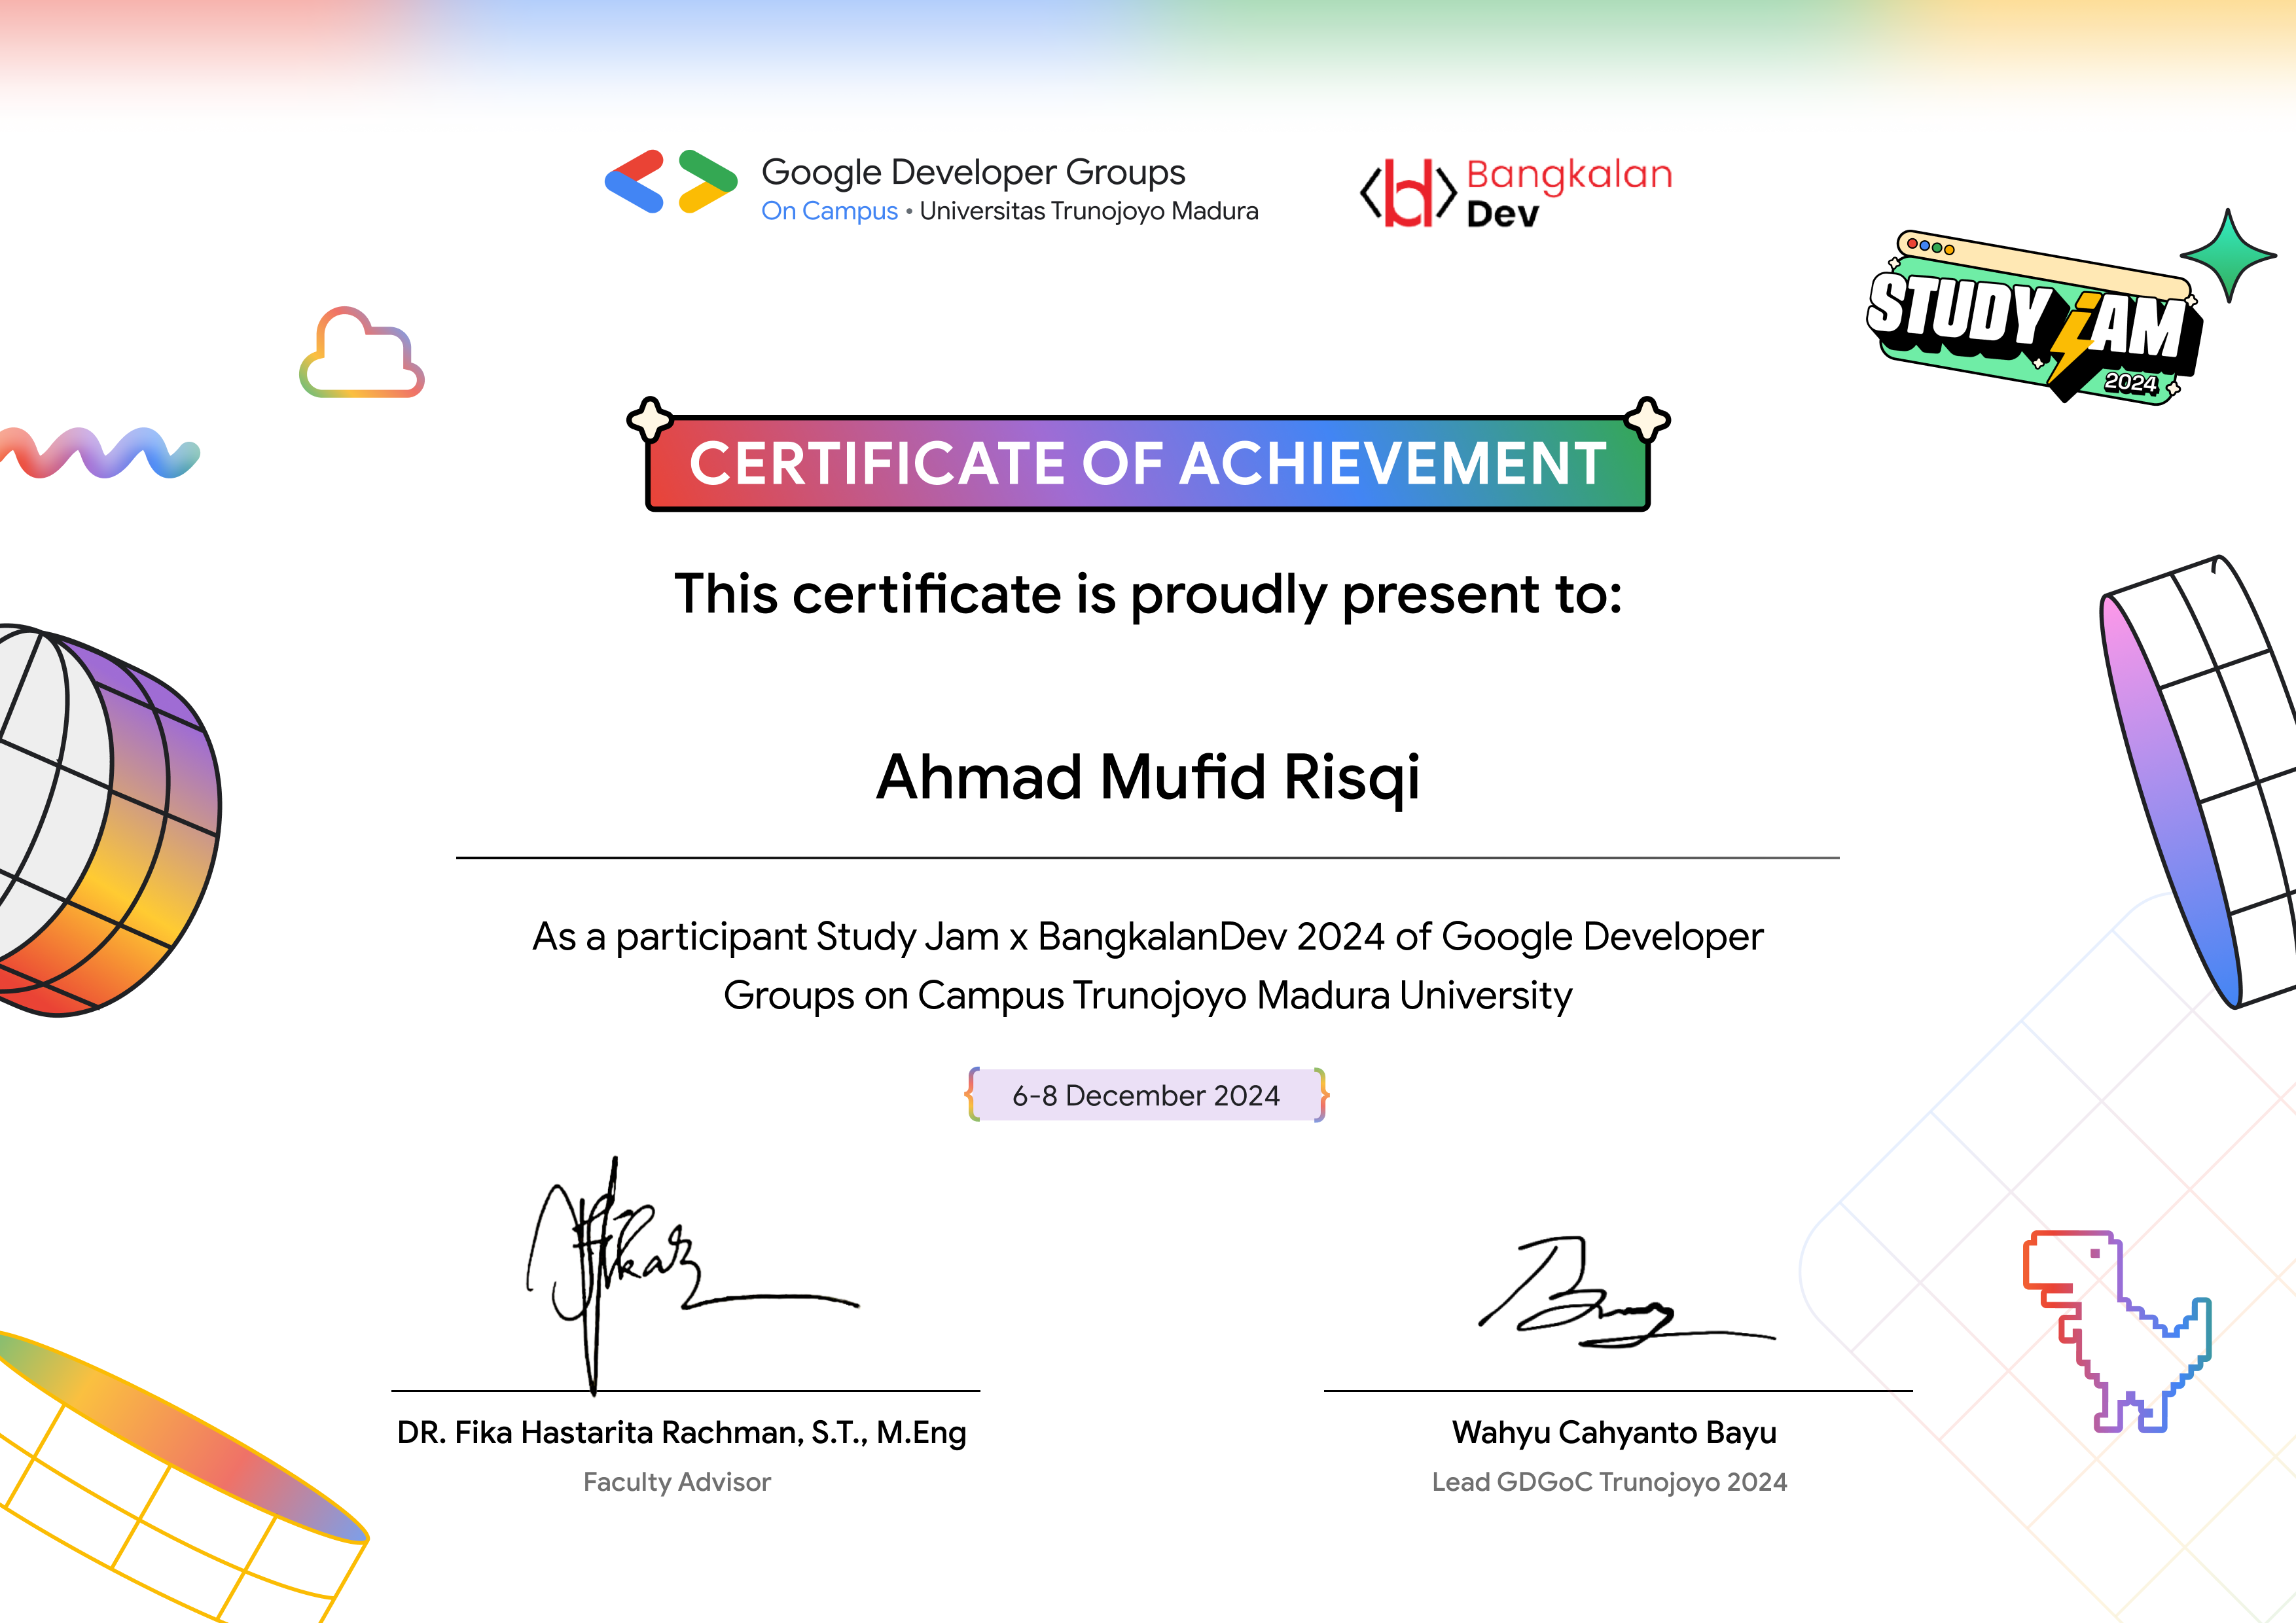 Google Developer Groups
On Campus • Universitas Trunojoyo Madura
Bangkalan
Dev
STUDY JAM
2024
CERTIFICATE OF ACHIEVEMENT
This certificate is proudly present to:
Ahmad Mufid Risqi
As a participant Study Jam x BangkalanDev 2024 of Google Developer
Groups on Campus Trunojoyo Madura University
{ 6-8 December 2024 }
DR. Fika Hastarita Rachman, S.T., M.Eng
Faculty Advisor
Wahyu Cahyanto Bayu
Lead GDGoC Trunojoyo 2024